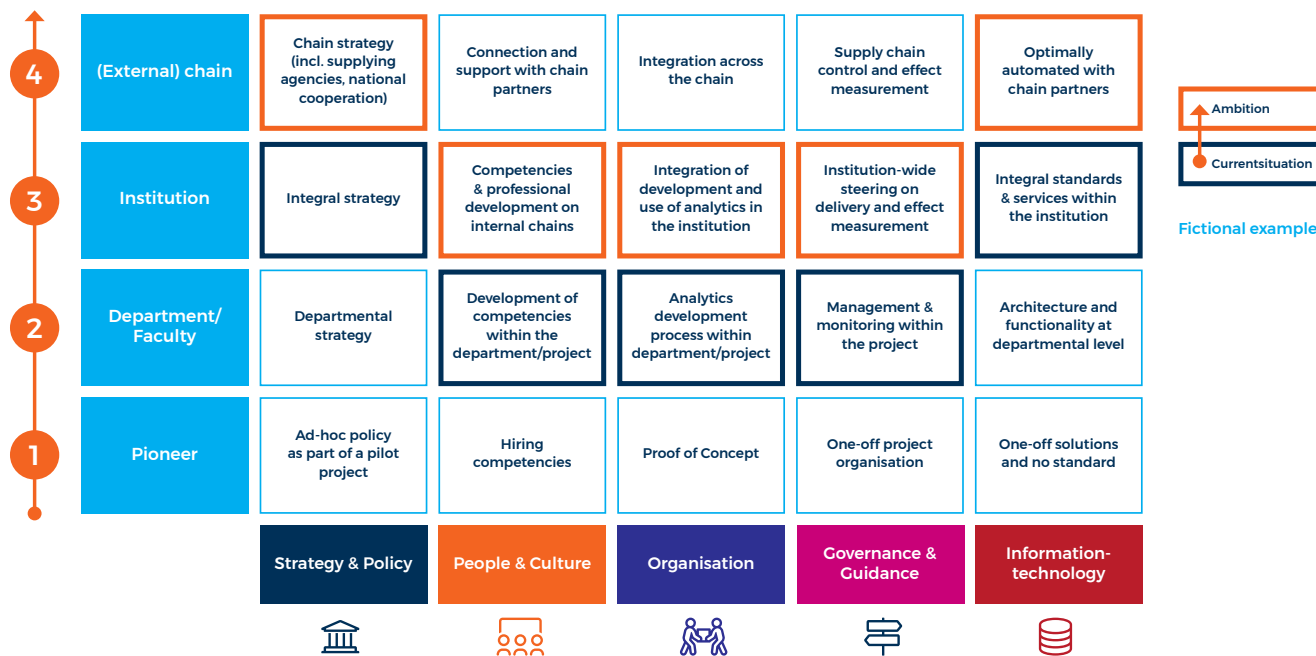 4
(External) chain
Chain strategy
(incl. supplying
agencies, national
cooperation)
Connection and
support with chain
partners
Integration across
the chain
Supply chain
control and effect
measurement
Optimally
automated with
chain partners
Ambition
Currentsituation
Fictional example
3
Institution
Integral strategy
Competencies
& professional
development on
internal chains
Integration of
development and
use of analytics in
the institution
Institution-wide
steering on
delivery and effect
measurement
Integral standards
& services within
the institution
2
Department/
Faculty
Departmental
strategy
Development of
competencies
within the
department/project
Analytics
development
process within
department/project
Management &
monitoring within
the project
Architecture and
functionality at
departmental level
1
Pioneer
Ad-hoc policy
as part of a pilot
project
Hiring
competencies
Proof of Concept
One-off project
organisation
One-off solutions
and no standard
Strategy & Policy
People & Culture
Organisation
Governance &
Guidance
Information-
technology